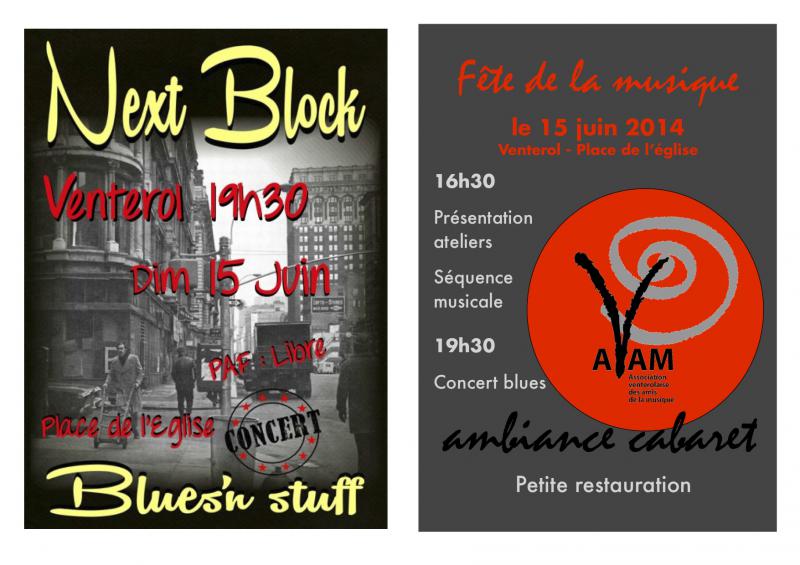 Next Block
Venterol 19h30
Dim 15 Juin
PAF : Libre
Place de l'Eglise
CONCERT
Blues'n stuff
Fête de la musique
le 15 juin 2014
Venterol - Place de l'église
16h30
Présentation
ateliers
Séquence
musicale
19h30
Concert blues
AVAM
Association
venterolaise
des amis
de la musique
ambiance cabaret
Petite restauration